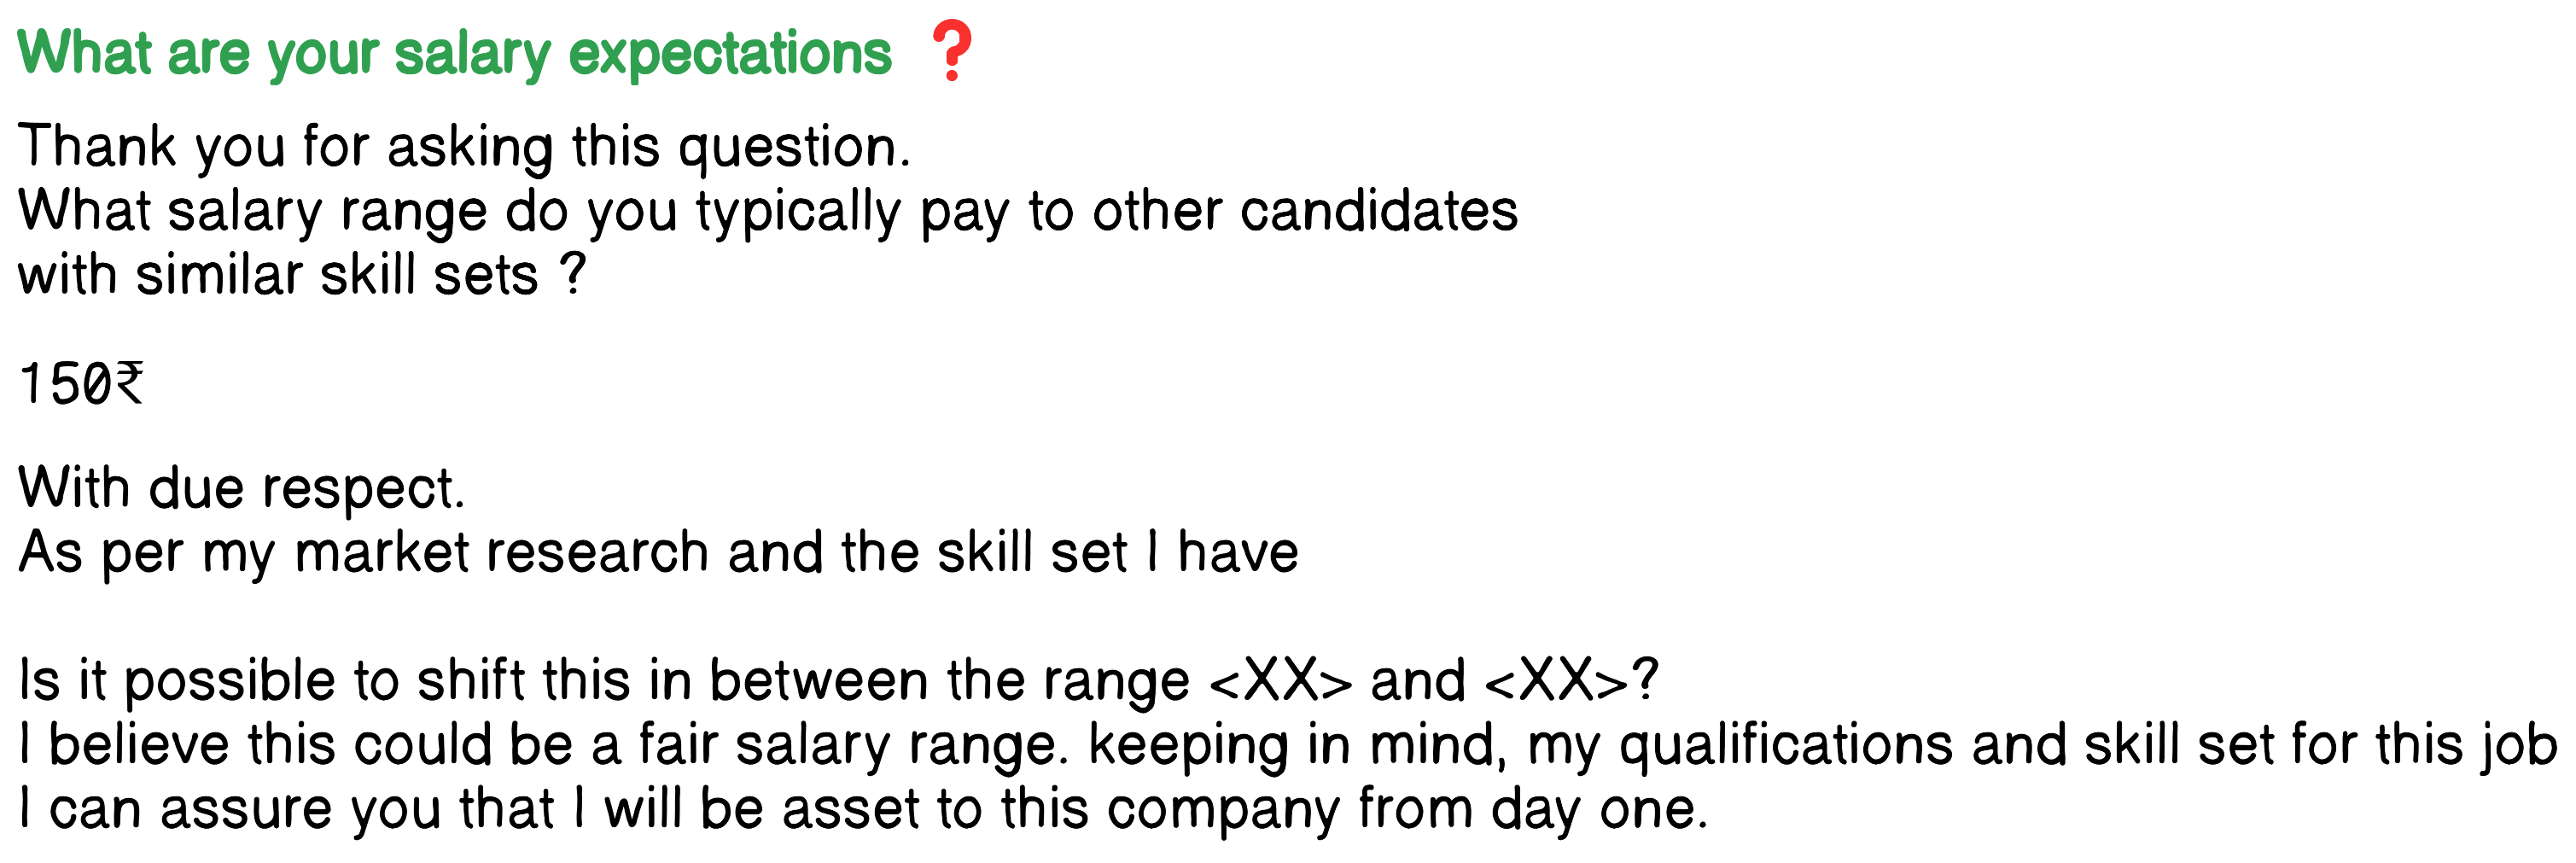 What are your salary expectations ❓
Thank you for asking this question.
What salary range do you typically pay to other candidates
with similar skill sets ?
150₹
With due respect.
As per my market research and the skill set I have
Is it possible to shift this in between the range <XX> and <XX>?
I believe this could be a fair salary range. keeping in mind, my qualifications and skill set for this job
I can assure you that I will be asset to this company from day one.